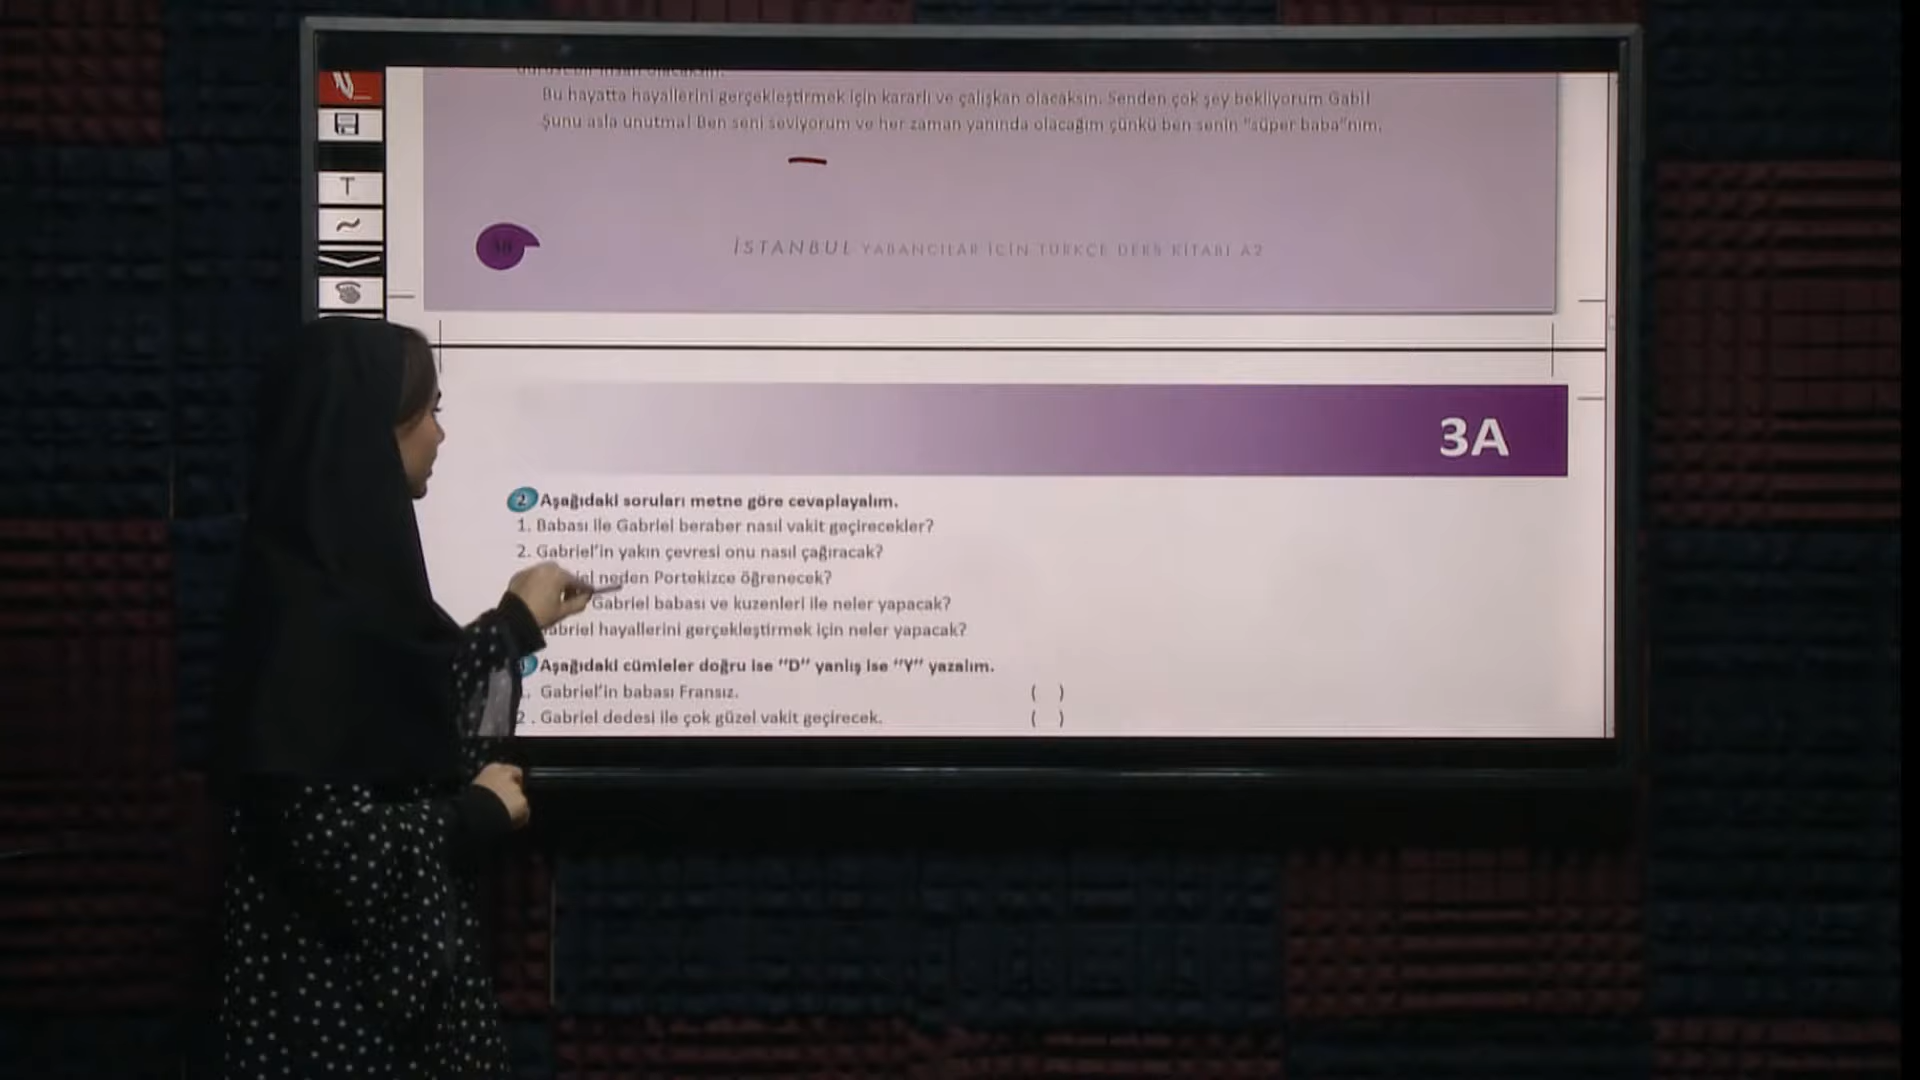 Bu hayatta hayallerini gerçekleştirmek için kararlı ve çalışkan olacaksın. Senden çok şey bekliyorum Gabi!
Şunu asla unutma! Ben seni seviyorum ve her zaman yanında olacağım çünkü ben senin "süper baba"nım.
İSTANBUL YABANCILAR İÇİN TÜRKÇE DERS KİTABI A2
3A
2 Aşağıdaki soruları metne göre cevaplayalım.
1. Babası ile Gabriel beraber nasıl vakit geçirecekler?
2. Gabriel'in yakın çevresi onu nasıl çağıracak?
neden Portekizce öğrenecek?
Gabriel babası ve kuzenleri ile neler yapacak?
abriel hayallerini gerçekleştirmek için neler yapacak?
Aşağıdaki cümleler doğru ise "D" yanlış ise "Y" yazalım.
. Gabriel'in babası Fransız. ( )
2 . Gabriel dedesi ile çok güzel vakit geçirecek. ( )
T